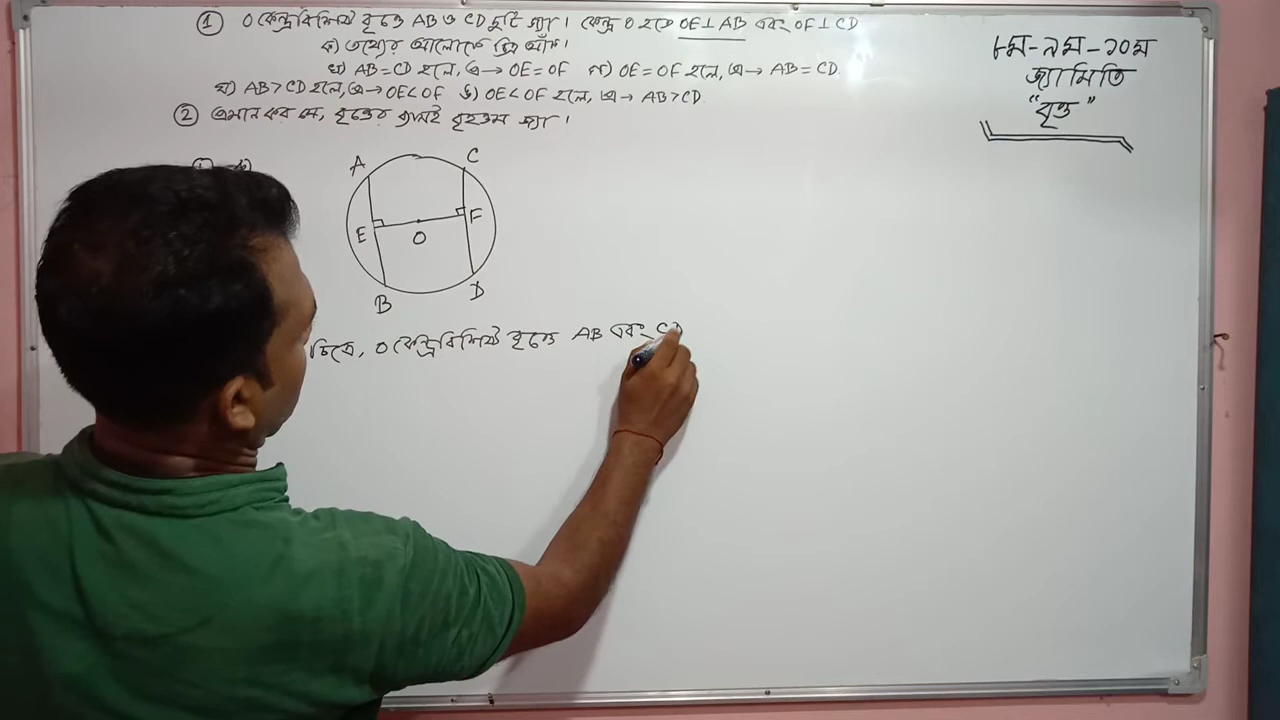 ① O কেন্দ্রবিশিষ্ট বৃত্তে AB ও CD দুটি জ্যা। কেন্দ্র O হতে OE⊥AB এবং OF⊥CD
ক) তথ্যের আলোকে চিত্র আঁক।
খ) AB=CD হলে, প্র→ OE=OF গ) OE=OF হলে, প্র→ AB=CD.
ঘ) AB>CD হলে, প্র→ OE<OF ঙ) OE<OF হলে, প্র→ AB>CD.
② প্রমাণ কর যে, বৃত্তের ব্যাসই বৃহত্তম জ্যা।
৮ম-৯ম-১০ম
জ্যামিতি
"বৃত্ত"
A
C
E
F
O
B
D
চিত্রে, O কেন্দ্রবিশিষ্ট বৃত্তে AB এবং CD